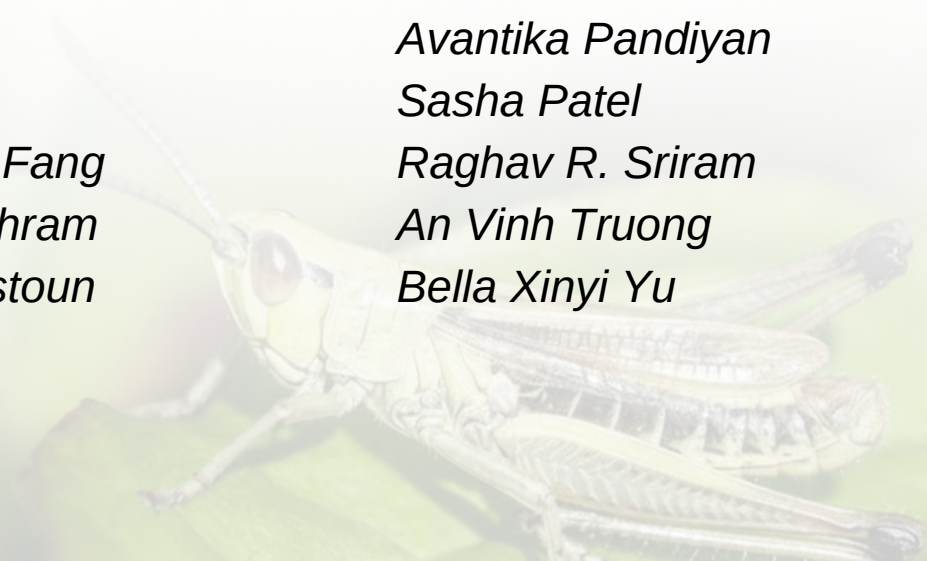 Avantika Pandiyan
Sasha Patel
Fang
Raghav R. Sriram
hram
An Vinh Truong
stoun
Bella Xinyi Yu